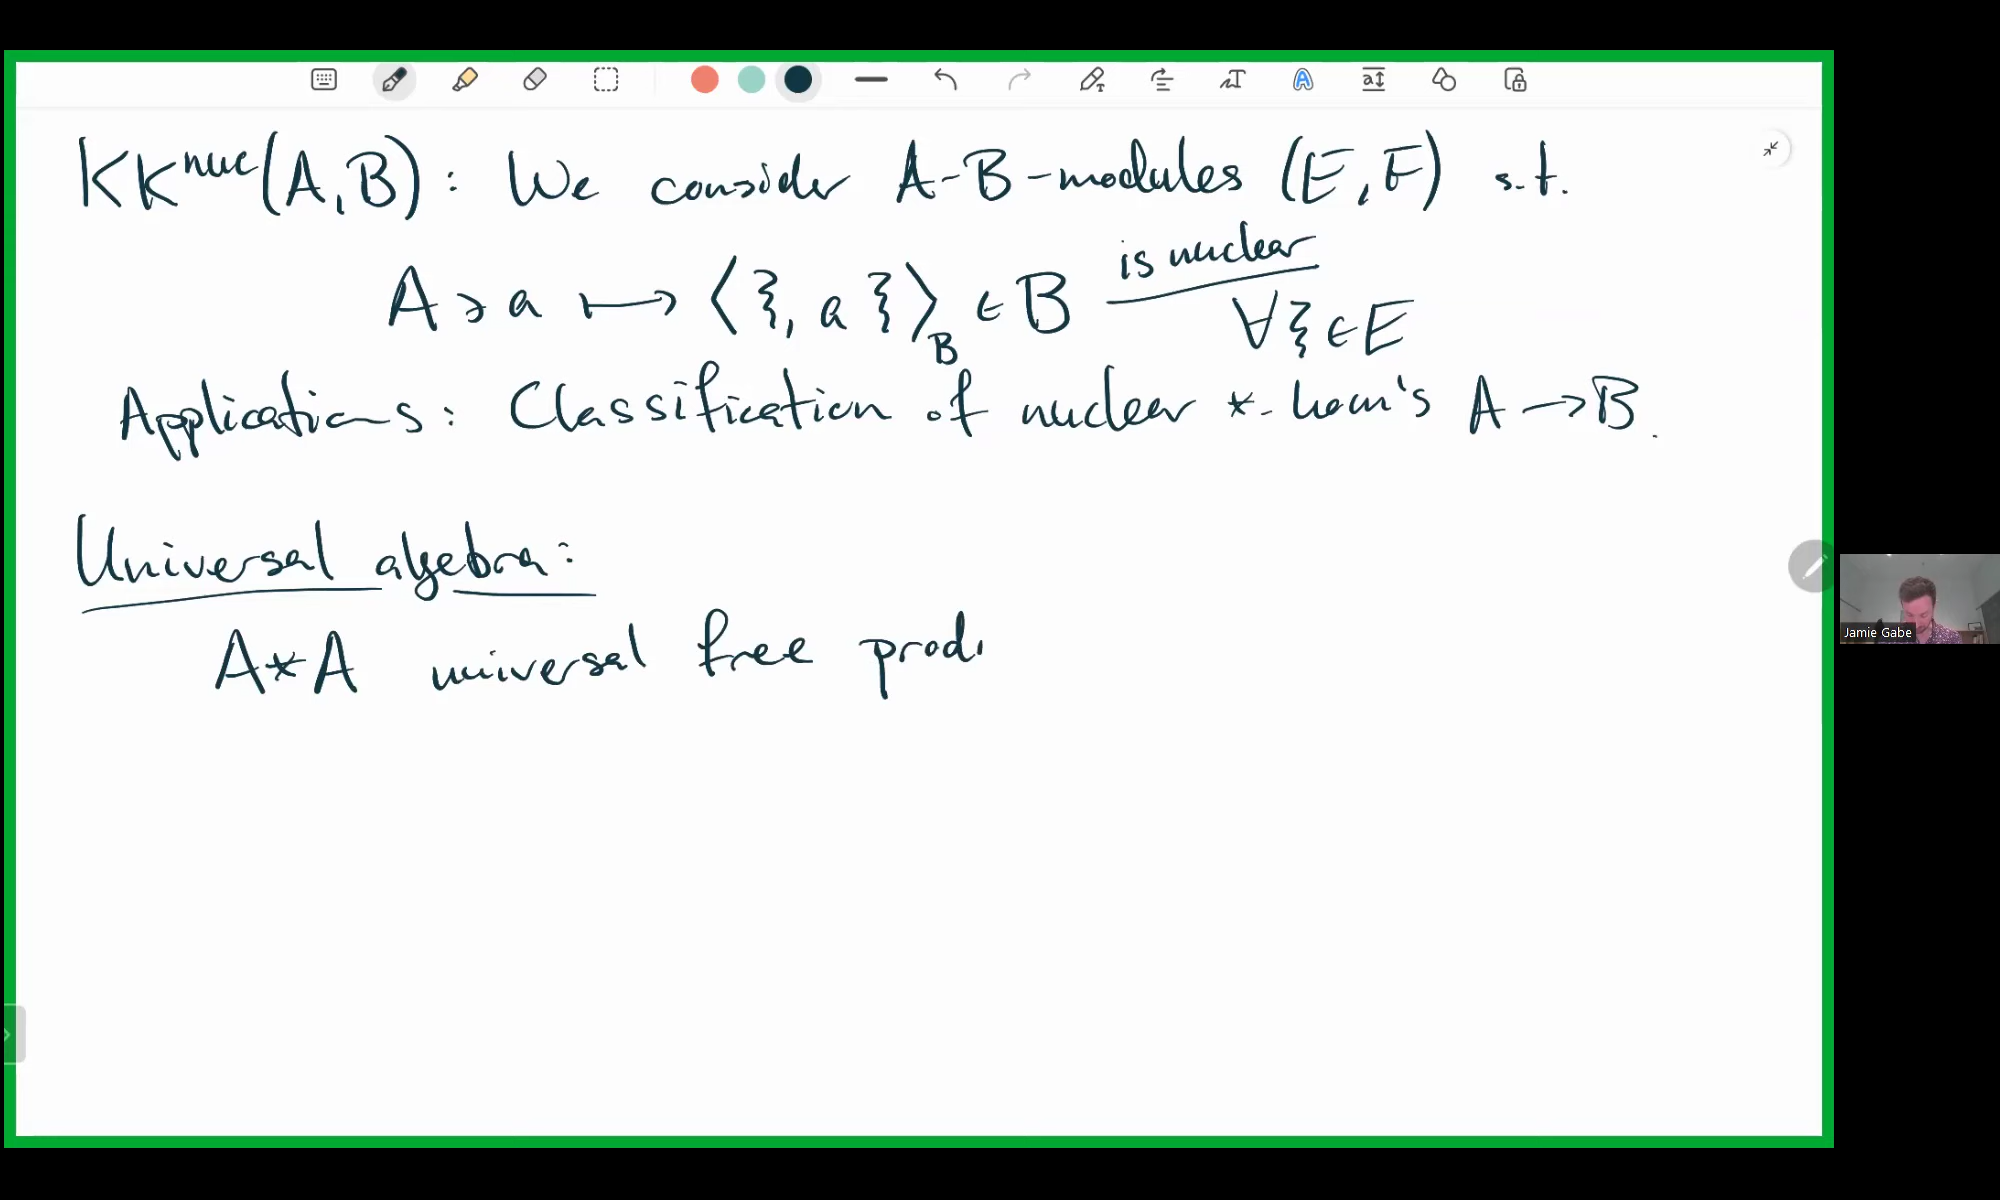 KK^nuc(A,B): We consider A-B-modules (E,F) s.t.
is nuclear
A ∋ a ⟼ ⟨ξ, aξ⟩_B ∈ B ∀ξ∈E
Applications: Classification of nuclear *-hom's A → B.
Universal algebra:
A*A universal free prod
Jamie Gabe